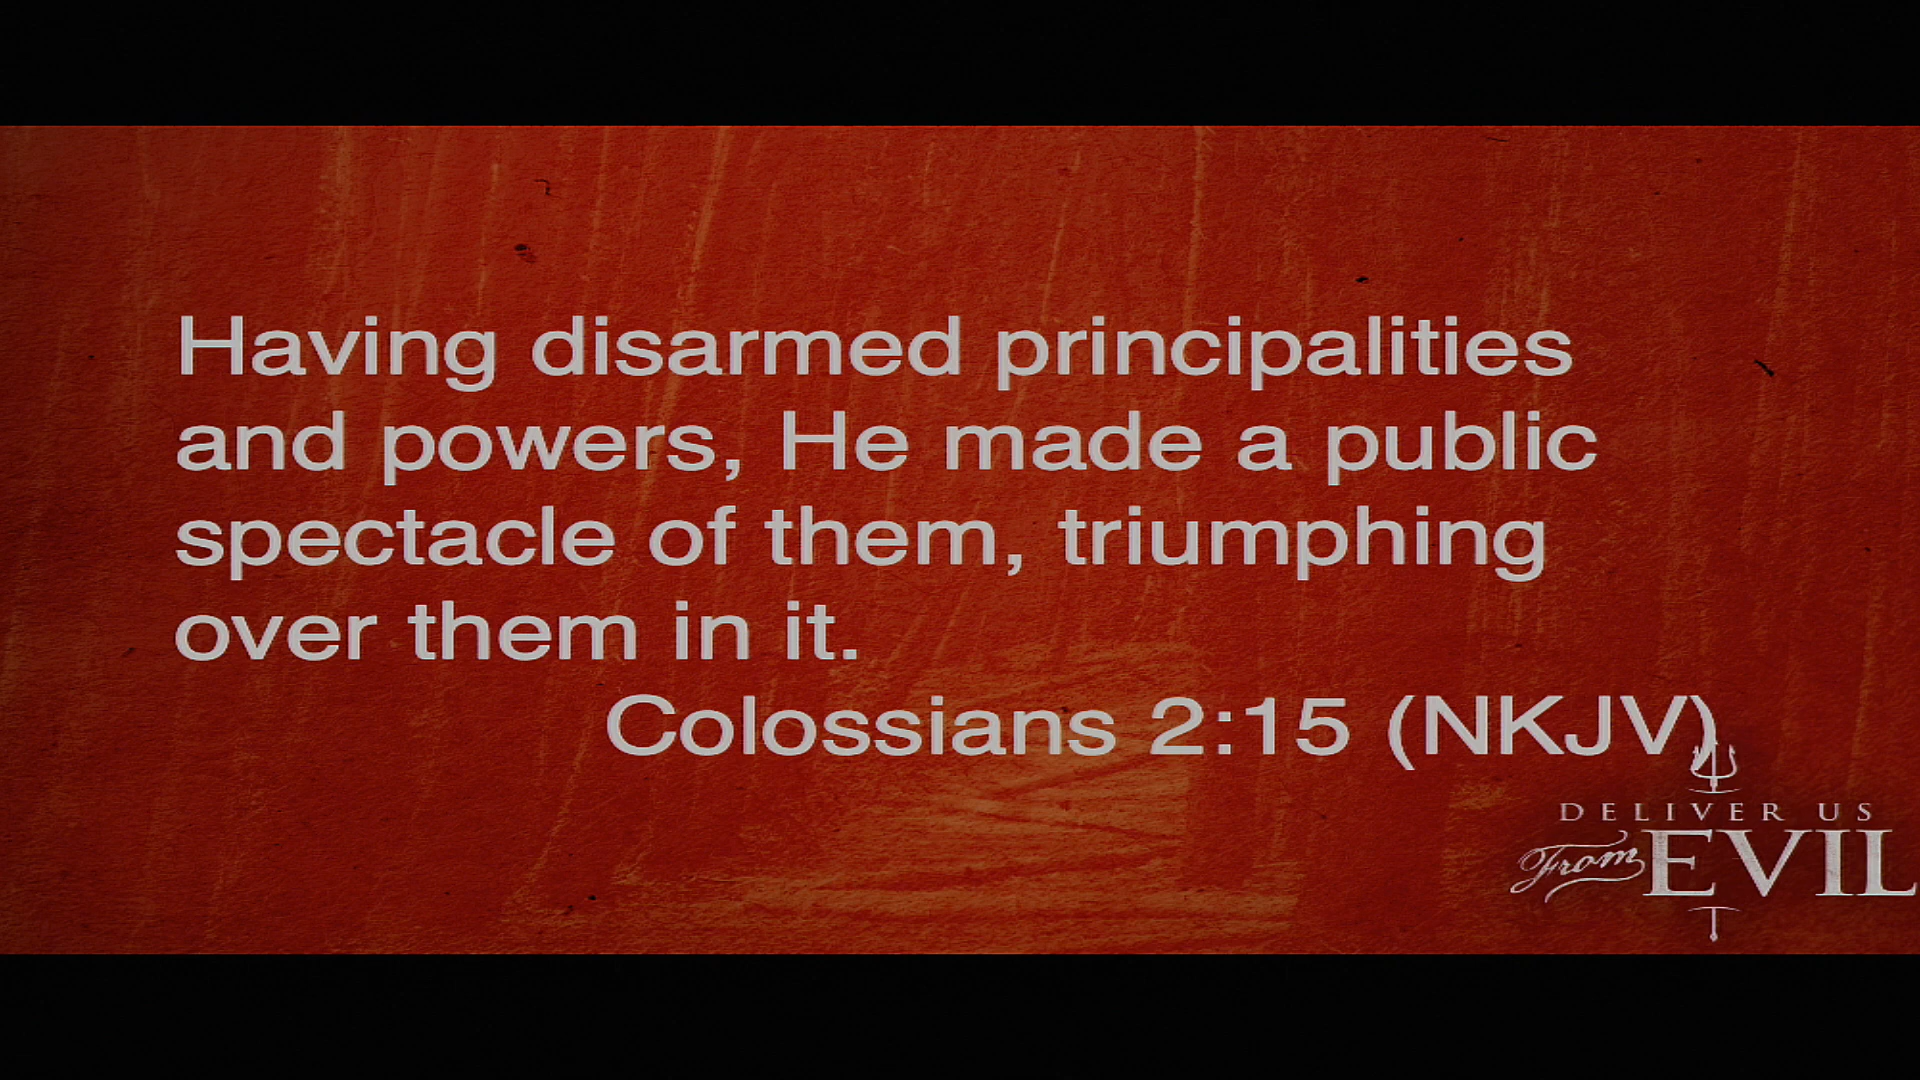 Having disarmed principalities
and powers, He made a public
spectacle of them, triumphing
over them in it.
Colossians 2:15 (NKJV)
DELIVER US
From EVIL